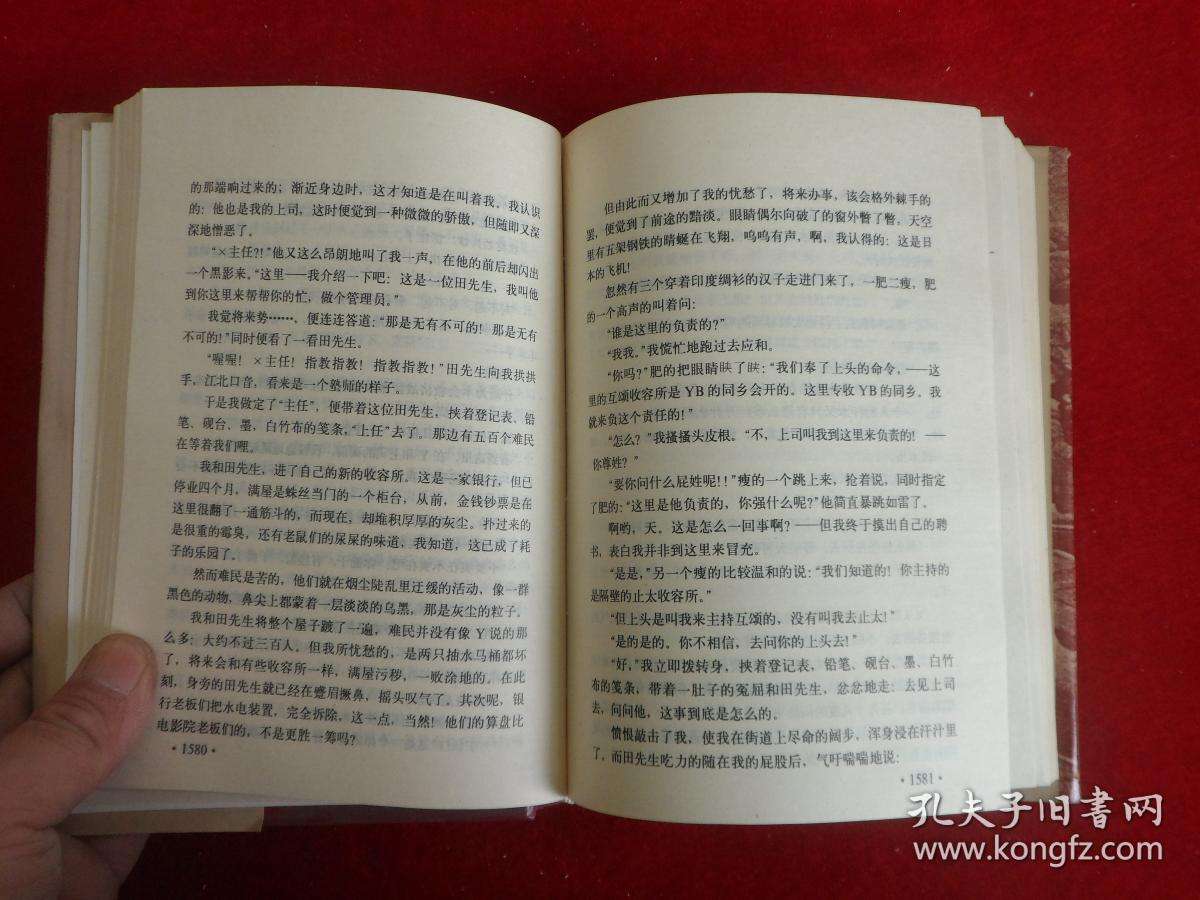 的那端响过来的；渐近身边时，这才知道是在叫着我，我认识
的：他也是我的上司，这时便觉到一种微微的骄傲，但随即又深
深地憎恶了。
“×主任?!”他又这么昂朗地叫了我一声，在他的前后却闪出
一个黑影来。“这里——我介绍一下吧：这是一位田先生，我叫他
到你这里来帮帮你的忙，做个管理员。”
我觉将来势……、便连连答道：“那是无有不可的！那是无有
不可的！”同时便看了一看田先生。
“喔喔！×主任！指教指教！指教指教！”田先生向我拱拱
手，江北口音，看来是一个塾师的样子。
于是我做定了“主任”，便带着这位田先生，挟着登记表、铅
笔、砚台、墨、白竹布的笺条，“上任”去了，那边有五百个难民
在等着我们哩。
我和田先生，进了自己的新的收容所。这是一家银行，但已
停业四个月，满屋是蛛丝当门的一个柜台，从前，金钱钞票是在
这里很翻了一通筋斗的，而现在，却堆积厚厚的灰尘。扑过来的
是很重的霉臭，还有老鼠们的尿屎的味道，我知道，这已成了耗
子的乐园了。
然而难民是苦的，他们就在烟尘陡乱里迂缓的活动，像一群
黑色的动物，鼻尖上都蒙着一层淡淡的乌黑，那是灰尘的粒子。
我和田先生将整个屋子踱了一遍，难民并没有像 Y 说的那
么多：大约不过三百人。但我所忧愁的，是两只抽水马桶都坏
了，将来会和有些收容所一样，满屋污秽，一败涂地的，在此
刻，身旁的田先生就已经在蹙眉撅鼻，摇头叹气了。其次呢，银
行老板们把水电装置，完全拆除，这一点，当然！他们的算盘比
电影院老板们的，不是更胜一筹吗？
·1580·
但由此而又增加了我的忧愁了，将来办事，该会格外棘手的
罢，便觉到了前途的黯淡。眼睛偶尔向破了的窗外瞥了瞥，天空
里有五架钢铁的蜻蜓在飞翔，呜呜有声，啊，我认得的：这是日
本的飞机！
忽然有三个穿着印度绸衫的汉子走进门来了，一肥二瘦，肥
的一个高声的叫着问：
“谁是这里的负责的？”
“我我。”我慌忙地跑过去应和。
“你吗？”肥的把眼睛䀹了䀹：“我们奉了上头的命令，——这
里的互颂收容所是 YB 的同乡会开的。这里专收 YB 的同乡，我
就来负这个责任的！”
“怎么？”我搔搔头皮根。“不，上司叫我到这里来负责的！——
你尊姓？”
“要你问什么屁姓呢！！”瘦的一个跳上来，抢着说，同时指定
了肥的：“这里是他负责的，你强什么呢？”他简直暴跳如雷了。
啊哟，天。这是怎么一回事啊？——但我终于摸出自己的聘
书，表白我并非到这里来冒充。
“是是，”另一个瘦的比较温和的说：“我们知道的！你主持的
是隔壁的止太收容所。”
“但上头是叫我来主持互颂的，没有叫我去止太！”
“是的是的。你不相信，去问你的上头去！”
“好，”我立即拨转身，挟着登记表、铅笔、砚台、墨、白竹
布的笺条，带着一肚子的冤屈和田先生，忿忿地走：去见上司
去，问问他，这事到底是怎么的。
愤恨敲击了我，使我在街道上尽命的阔步，浑身浸在汗汁里
了，而田先生吃力的随在我的屁股后，气吁喘喘地说：
·1581·
孔夫子旧書网
www.kongfz.com